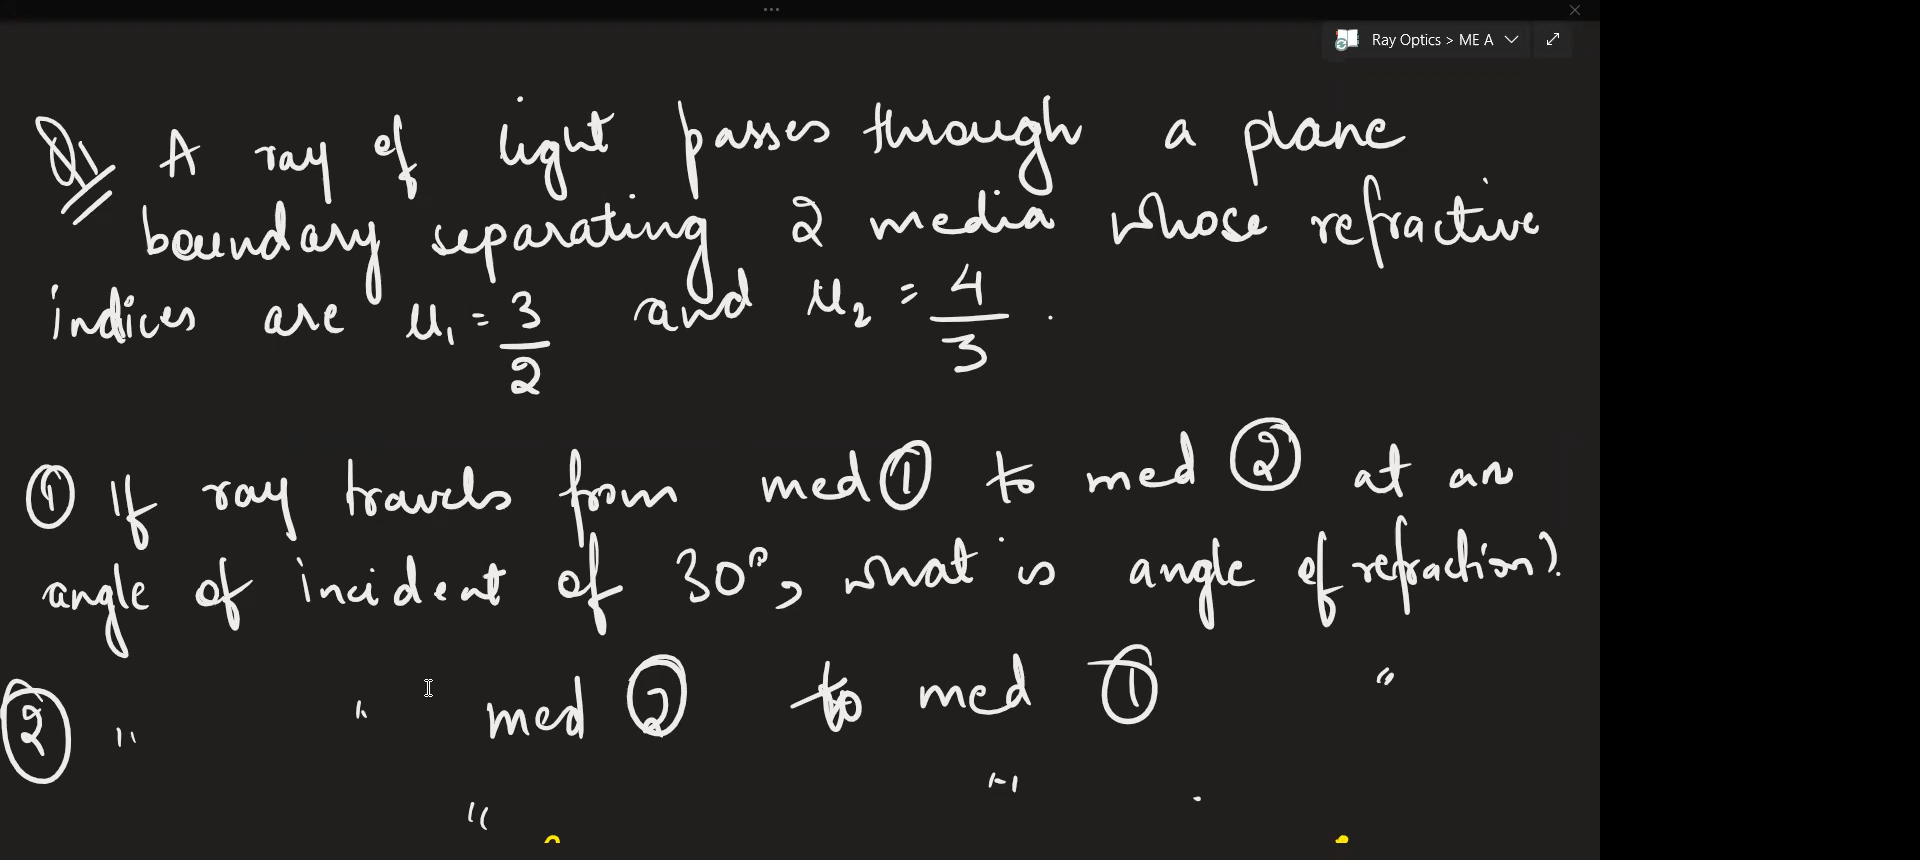 Ray Optics > ME A
Q1 A ray of light passes through a plane
boundary separating 2 media whose refractive
indices are μ₁ = 3/2 and μ₂ = 4/3 .
① If ray travels from med ① to med ② at an
angle of incident of 30°, what is angle of refraction?
② " " med ② to med ① "
" " .